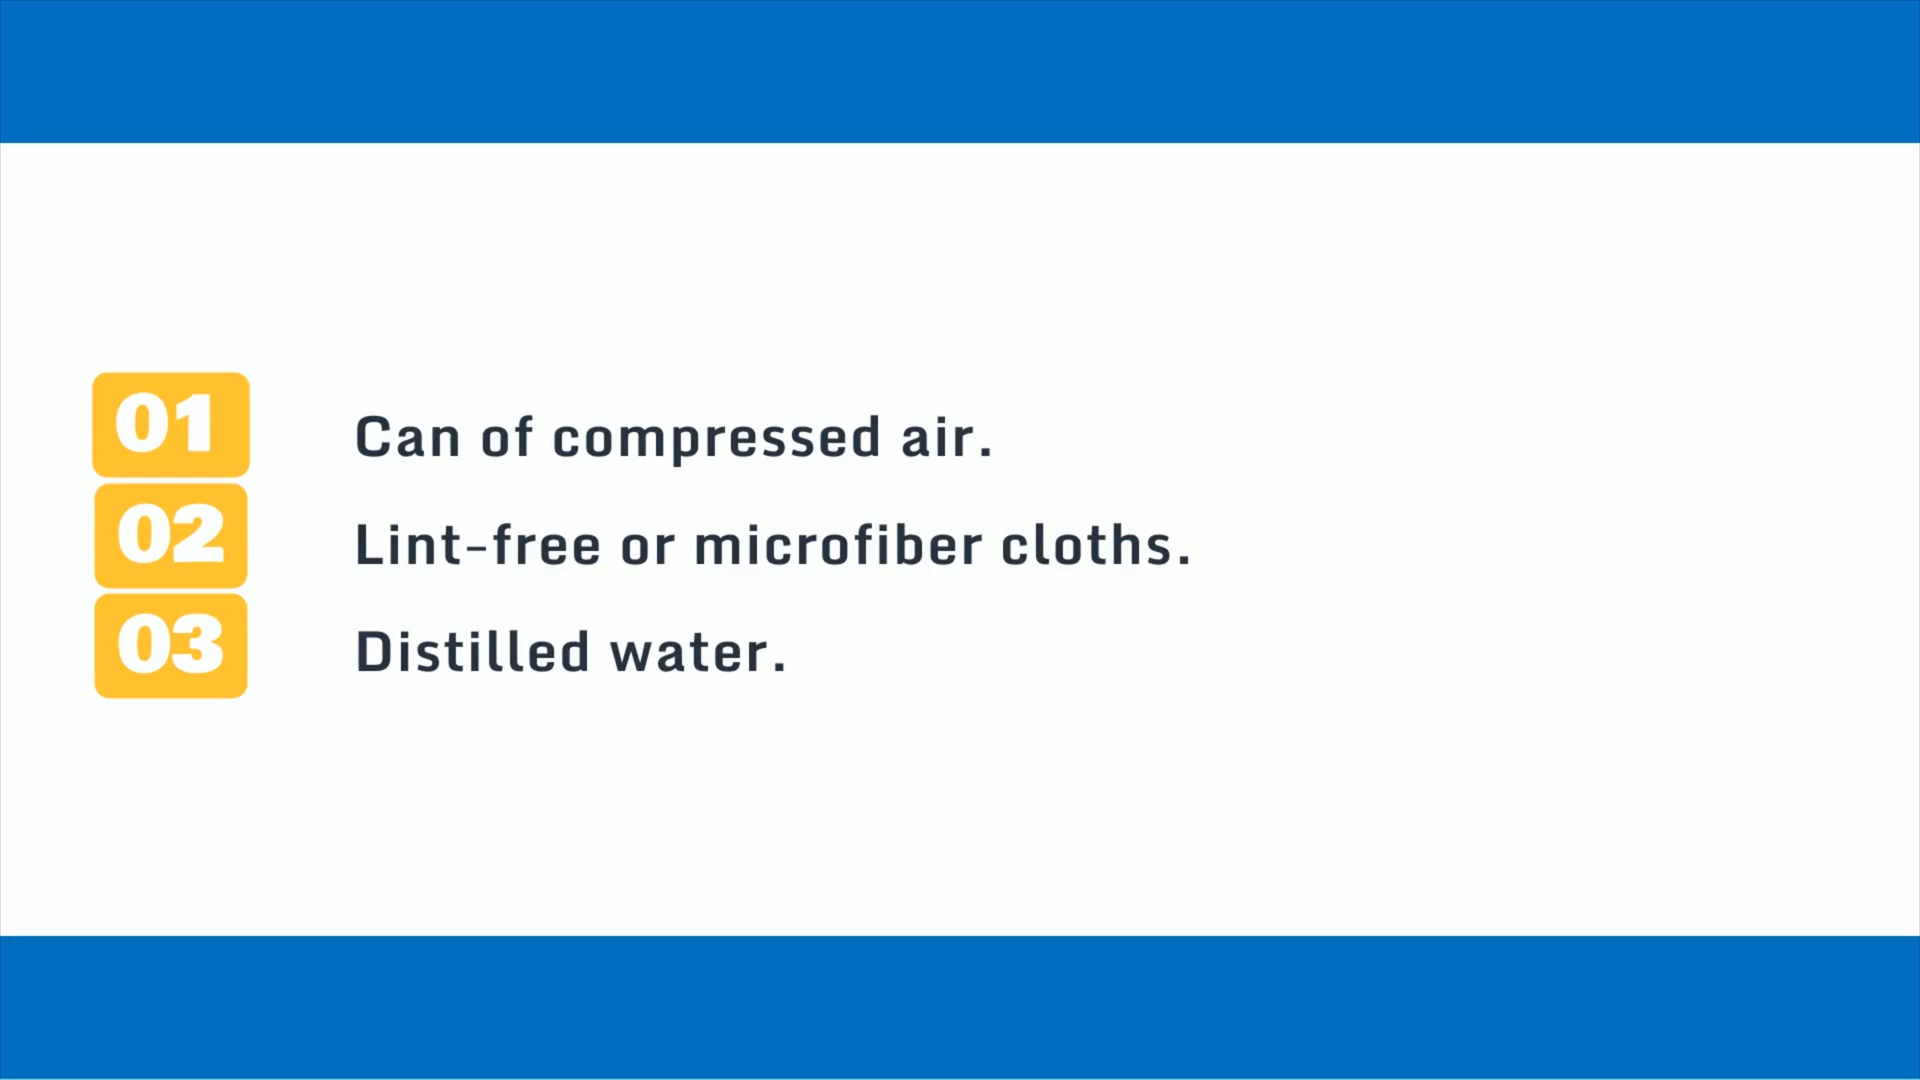 01 Can of compressed air.
02 Lint-free or microfiber cloths.
03 Distilled water.